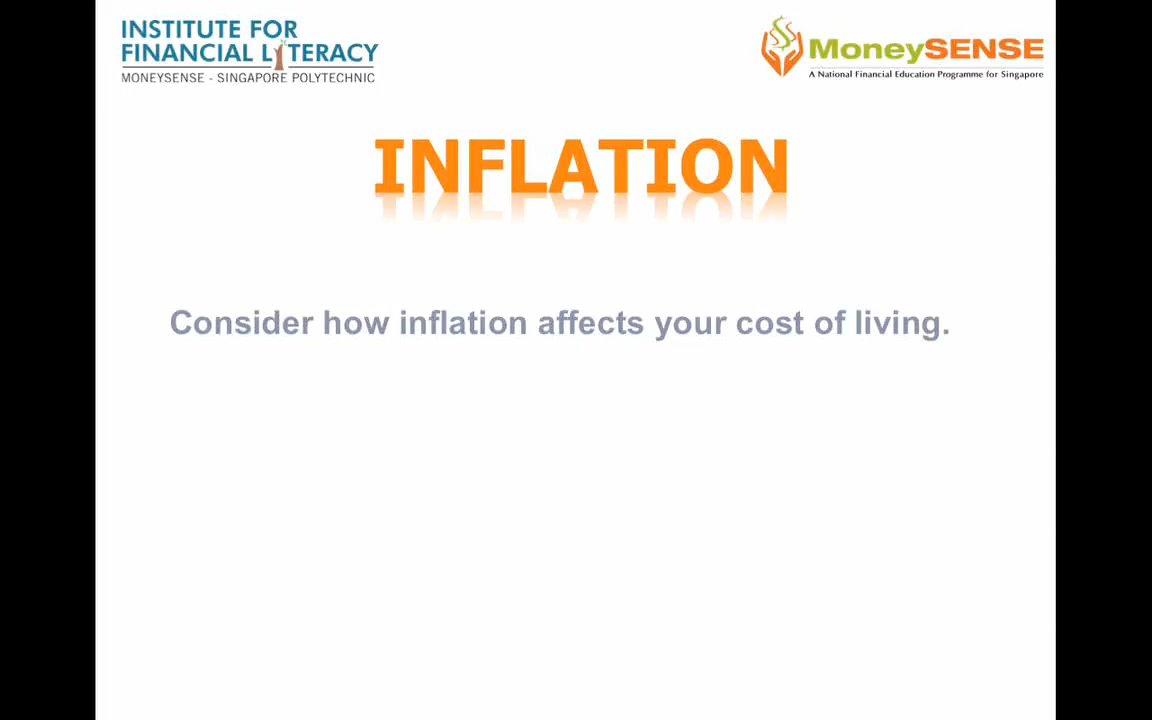 INSTITUTE FOR
FINANCIAL LITERACY
MONEYSENSE - SINGAPORE POLYTECHNIC
MoneySENSE
A National Financial Education Programme for Singapore
INFLATION
Consider how inflation affects your cost of living.